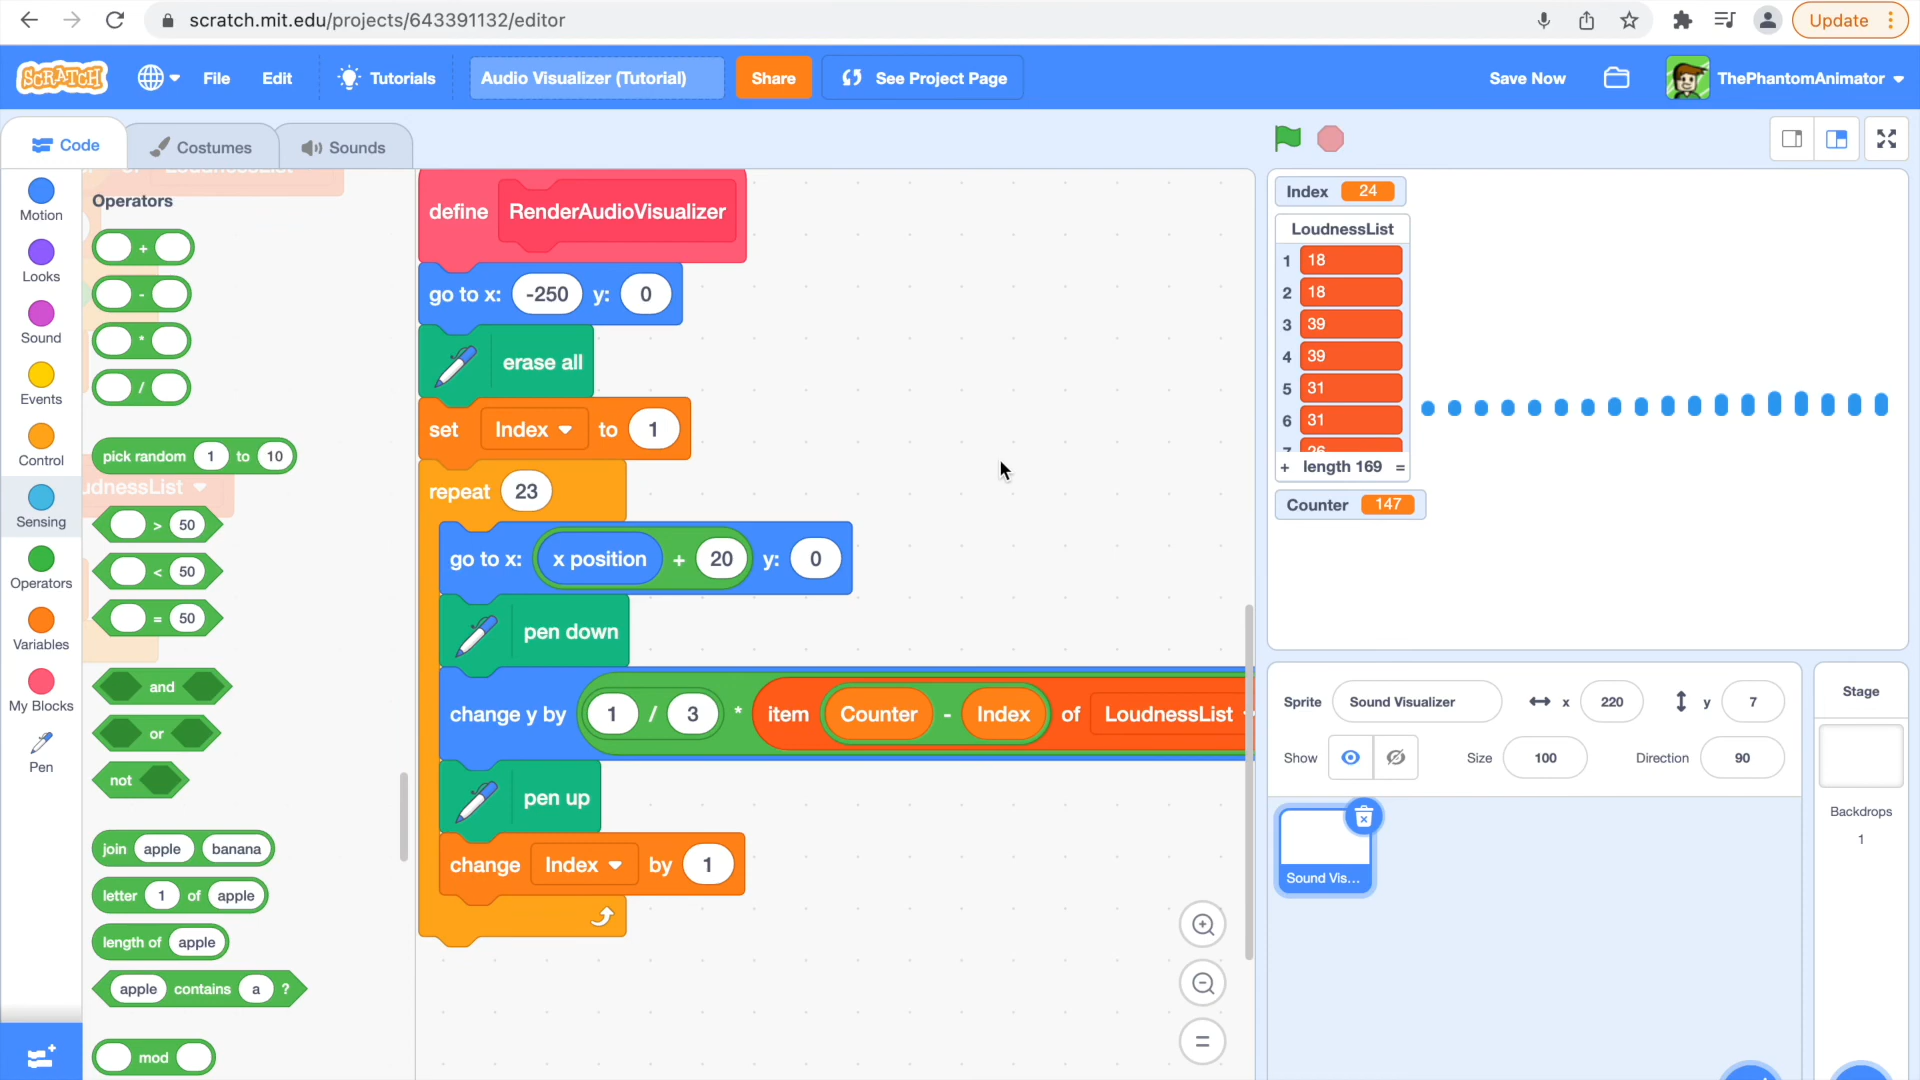 scratch.mit.edu/projects/643391132/editor
Update
SCRATCH
File
Edit
Tutorials
Audio Visualizer (Tutorial)
Share
See Project Page
Save Now
ThePhantomAnimator
Code
Costumes
Sounds
Motion
Looks
Sound
Events
Control
Sensing
Operators
Variables
My Blocks
Pen
Operators
+
-
*
/
pick random 1 to 10
> 50
< 50
= 50
and
or
not
join apple banana
letter 1 of apple
length of apple
apple contains a ?
mod
define RenderAudioVisualizer
go to x: -250 y: 0
erase all
set Index to 1
repeat 23
go to x: x position + 20 y: 0
pen down
change y by 1 / 3 * item Counter - Index of LoudnessList
pen up
change Index by 1
Index 24
LoudnessList
1 18
2 18
3 39
4 39
5 31
6 31
+ length 169 =
Counter 147
Sprite Sound Visualizer x 220 y 7
Show Size 100 Direction 90
Sound Vis...
Stage
Backdrops
1